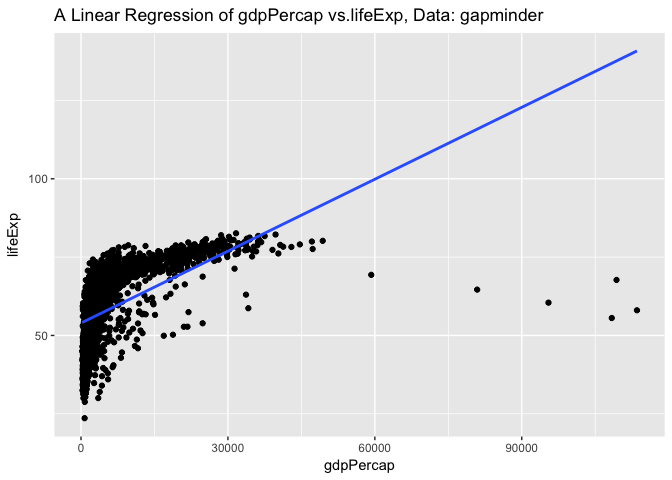 A Linear Regression of gdpPercap vs.lifeExp, Data: gapminder
100
50
lifeExp
0 30000 60000 90000
gdpPercap